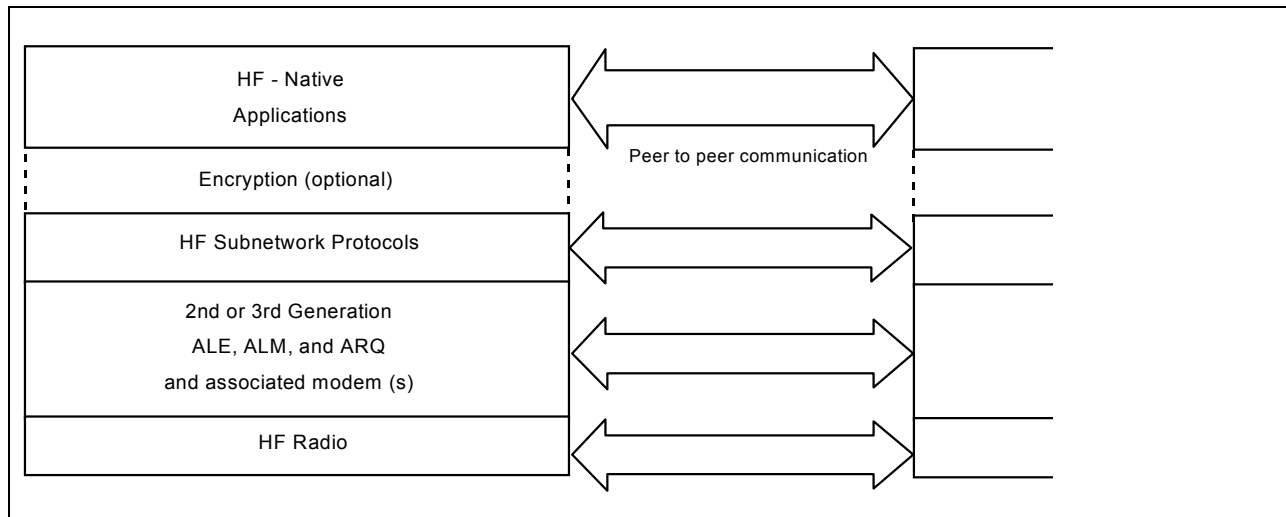 HF - Native
Applications
Peer to peer communication
Encryption (optional)
HF Subnetwork Protocols
2nd or 3rd Generation
ALE, ALM, and ARQ
and associated modem (s)
HF Radio